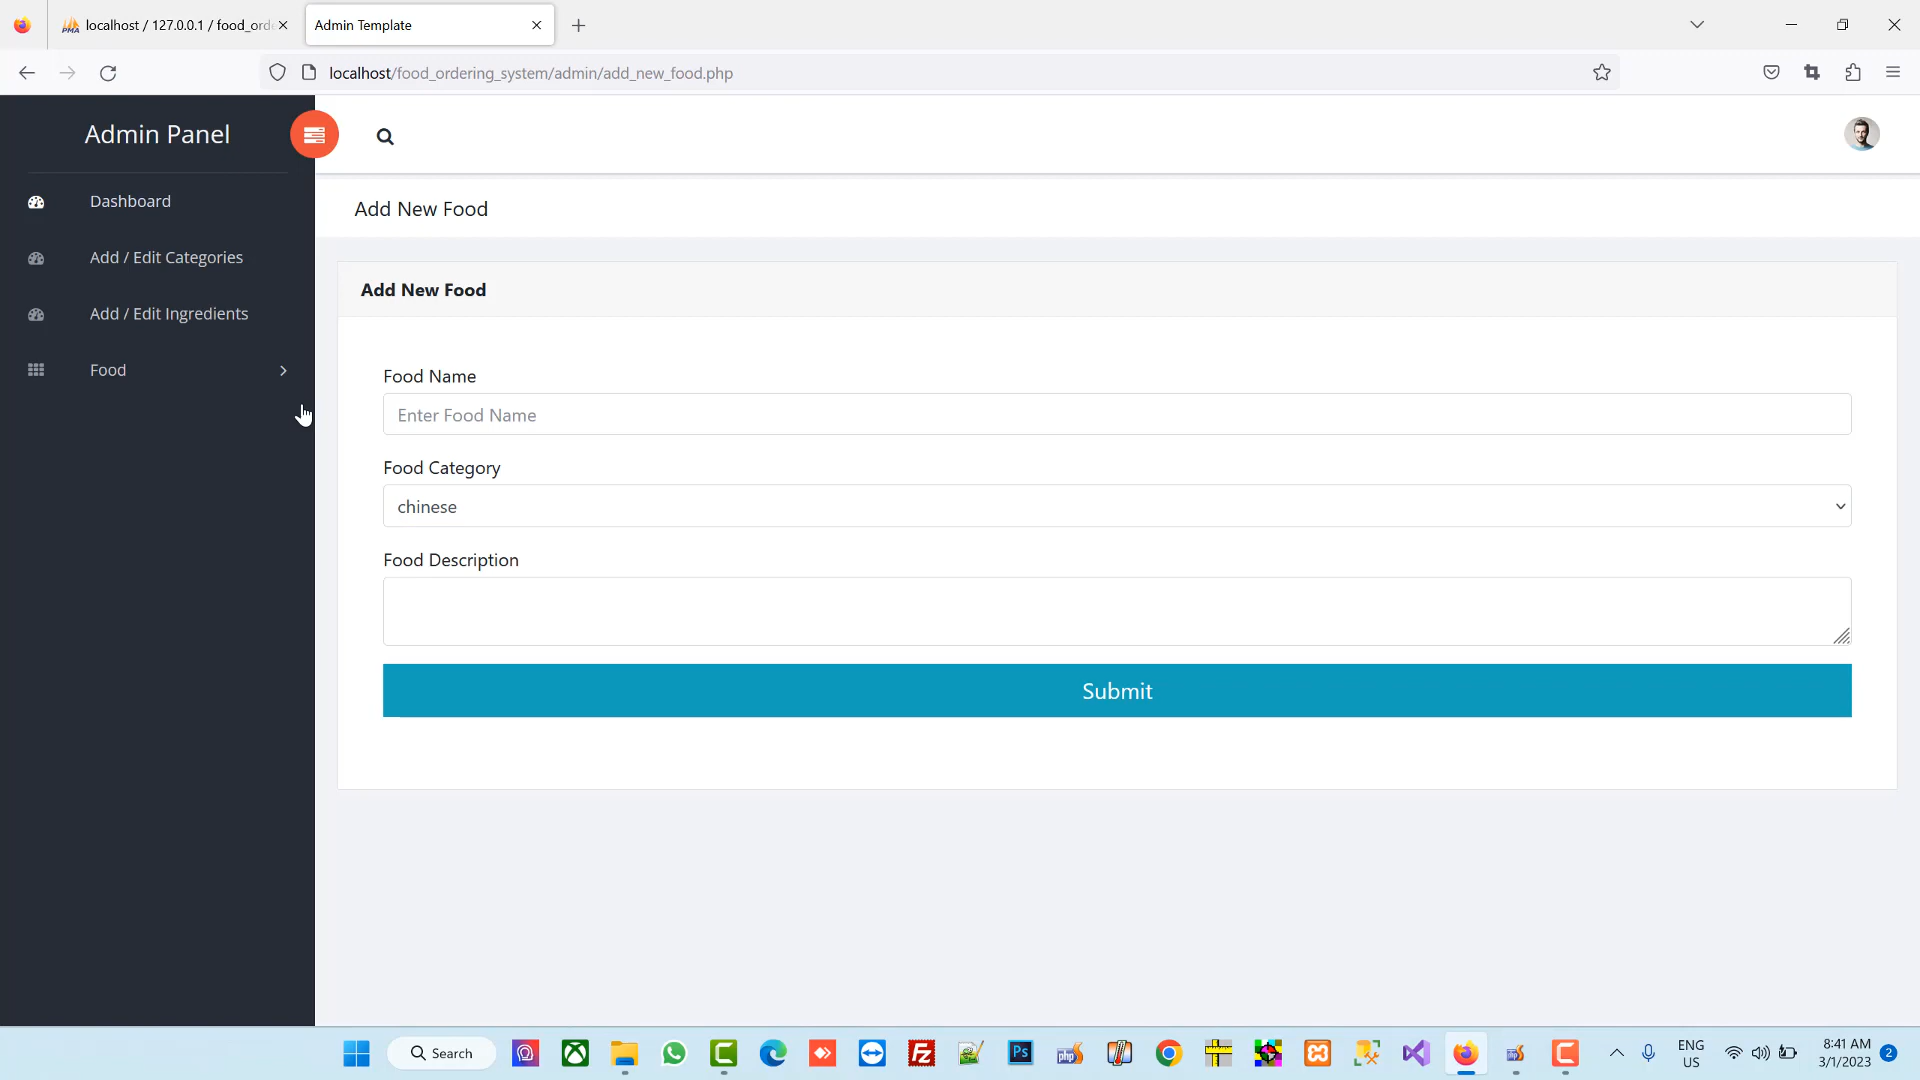 localhost / 127.0.0.1 / food_ord
Admin Template
localhost/food_ordering_system/admin/add_new_food.php
Admin Panel
Dashboard
Add / Edit Categories
Add / Edit Ingredients
Food
Add New Food
Add New Food
Food Name
Enter Food Name
Food Category
chinese
Food Description
Submit
Search
Ps
php
ENG
US
8:41 AM
3/1/2023
2